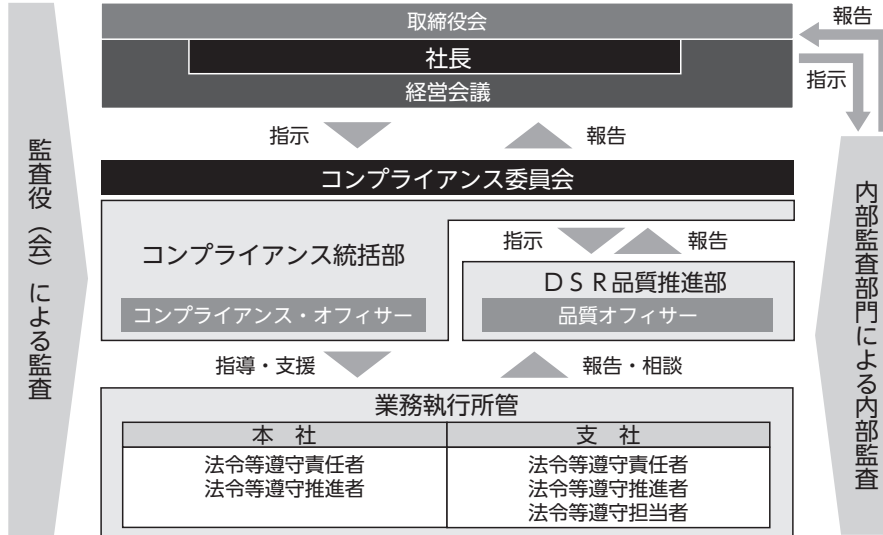 取締役会
社長
経営会議
報告
指示
指示
報告
コンプライアンス委員会
コンプライアンス統括部
コンプライアンス・オフィサー
指示
報告
ＤＳＲ品質推進部
品質オフィサー
指導・支援
報告・相談
業務執行所管
本　社
支　社
法令等遵守責任者
法令等遵守推進者
法令等遵守責任者
法令等遵守推進者
法令等遵守担当者
監査役（会）による監査
内部監査部門による内部監査